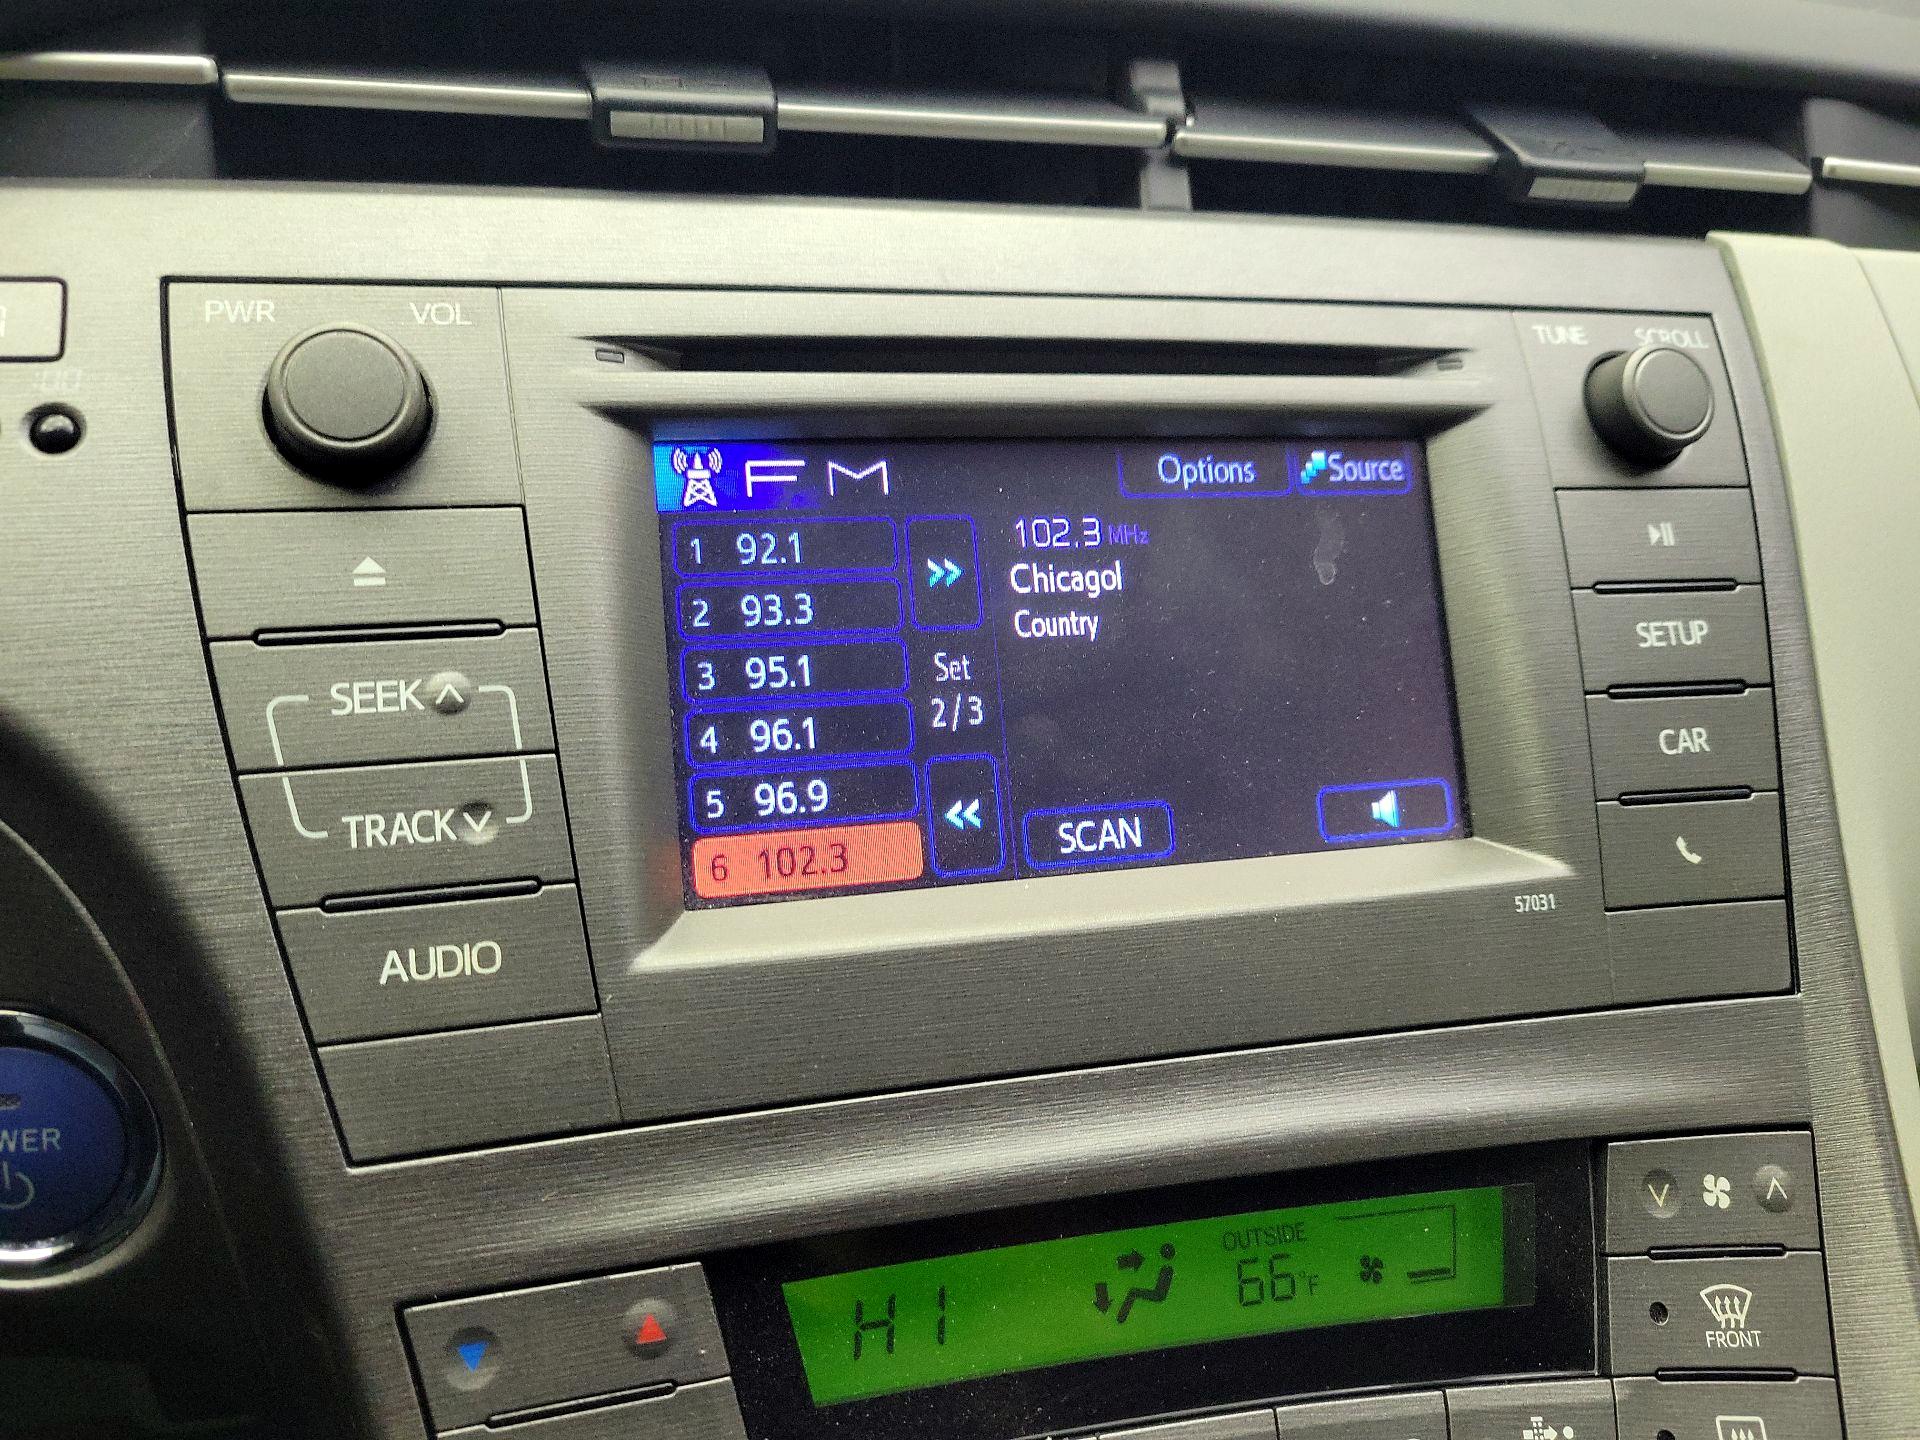 PWR VOL
TUNE SCROLL
FM
Options
Source
1 92.1
2 93.3
3 95.1
4 96.1
5 96.9
6 102.3
Set
2/3
102.3 MHz
Chicagol
Country
SCAN
SEEK
TRACK
AUDIO
SETUP
CAR
57031
:00
WER
HI
OUTSIDE
66°F
FRONT